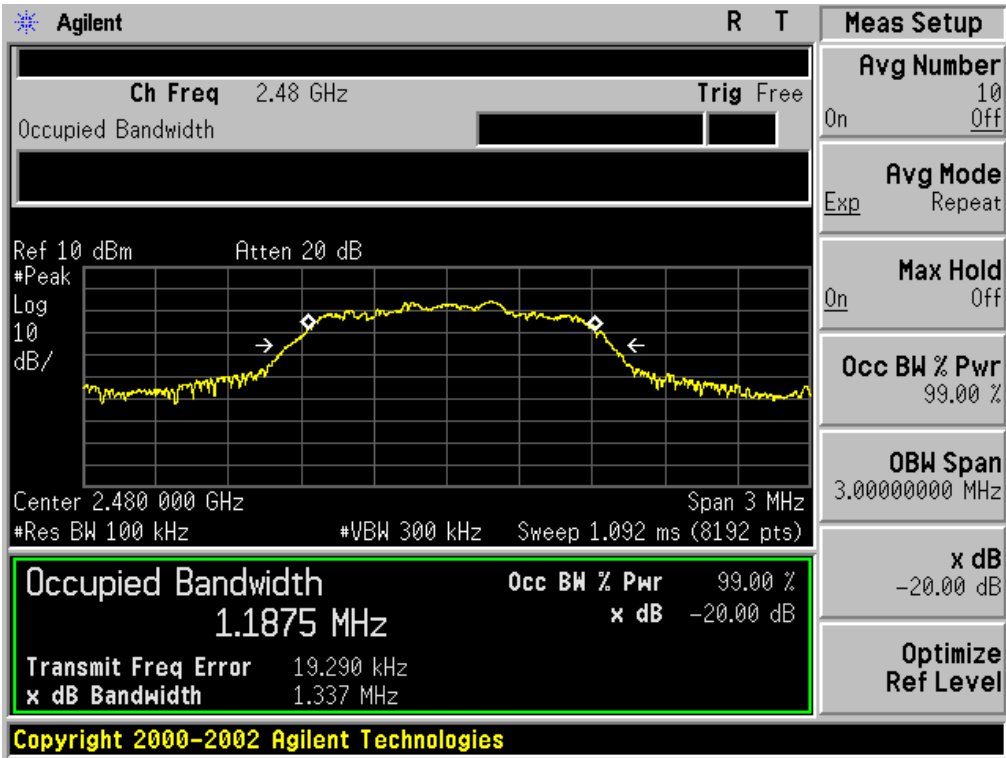 Agilent R T
Ch Freq 2.48 GHz Trig Free
Occupied Bandwidth
Ref 10 dBm Atten 20 dB
#Peak
Log
10
dB/
Center 2.480 000 GHz Span 3 MHz
#Res BW 100 kHz #VBW 300 kHz Sweep 1.092 ms (8192 pts)
Occupied Bandwidth Occ BW % Pwr 99.00 %
1.1875 MHz x dB -20.00 dB
Transmit Freq Error 19.290 kHz
x dB Bandwidth 1.337 MHz
Copyright 2000-2002 Agilent Technologies
Meas Setup
Avg Number
10
On Off
Avg Mode
Exp Repeat
Max Hold
On Off
Occ BW % Pwr
99.00 %
OBW Span
3.00000000 MHz
x dB
-20.00 dB
Optimize
Ref Level